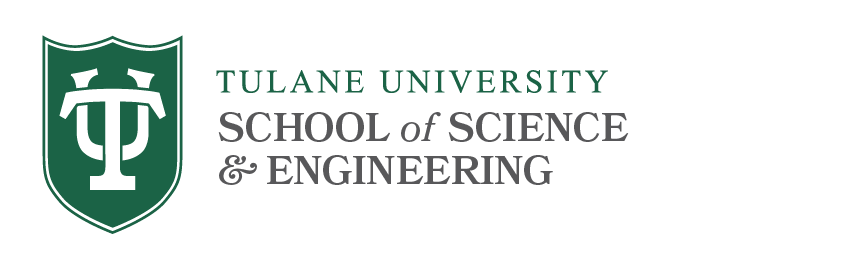 TULANE UNIVERSITY
SCHOOL of SCIENCE
& ENGINEERING